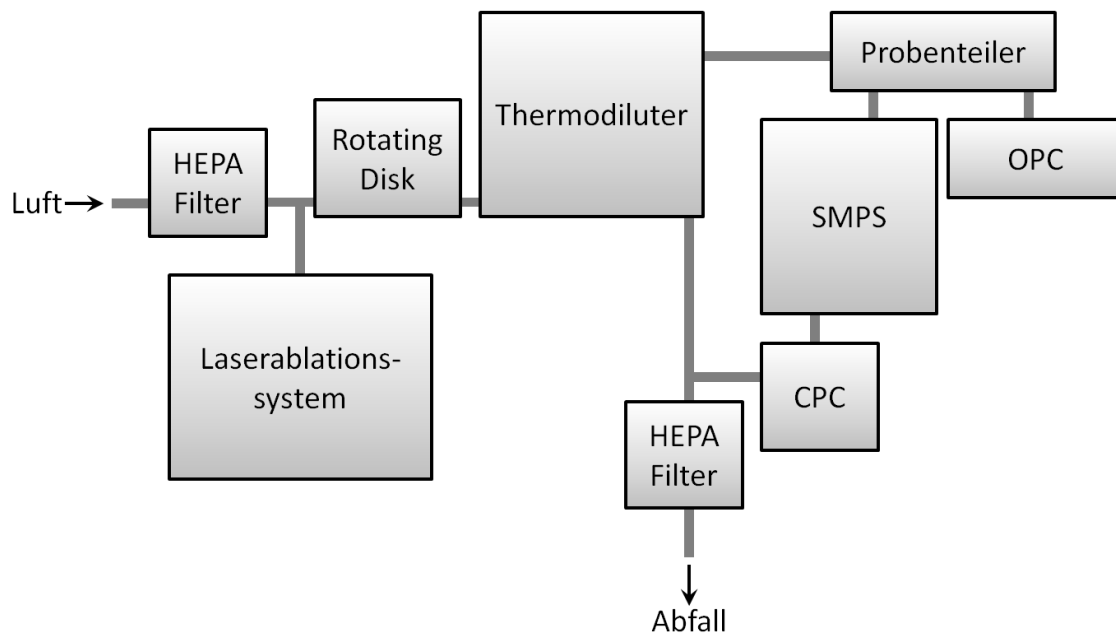 Luft
HEPA
Filter
Rotating
Disk
Thermodiluter
Probenteiler
OPC
SMPS
Laserablations-
system
CPC
HEPA
Filter
Abfall